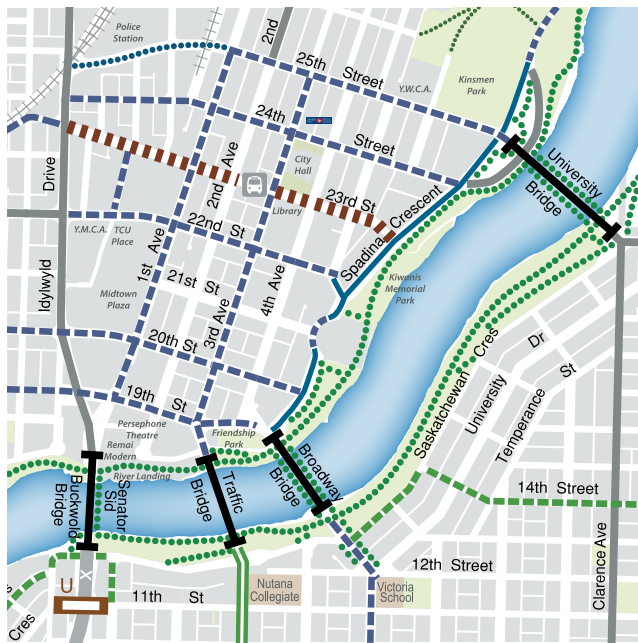 Police
Station
2nd
25th Street
Y.W.C.A.
Kinsmen
Park
24th Street
City
Hall
University
Bridge
Drive
2nd Ave
23rd St
Library
Spadina Crescent
22nd St
Y.M.C.A.
TCU
Place
1st Ave
21st St
4th Ave
Kiwanis
Memorial
Park
Idylwyld
Midtown
Plaza
3rd Ave
20th St
Dr
St
Saskatchewan Cres
University
Temperance
19th St
Persephone
Theatre
Remai
Modern
Friendship
Park
River Landing
Broadway
Bridge
Senator
Sid
Buckwold
Bridge
Traffic
Bridge
14th Street
Clarence Ave
12th Street
U
X
11th St
Nutana
Collegiate
Victoria
School
Cres